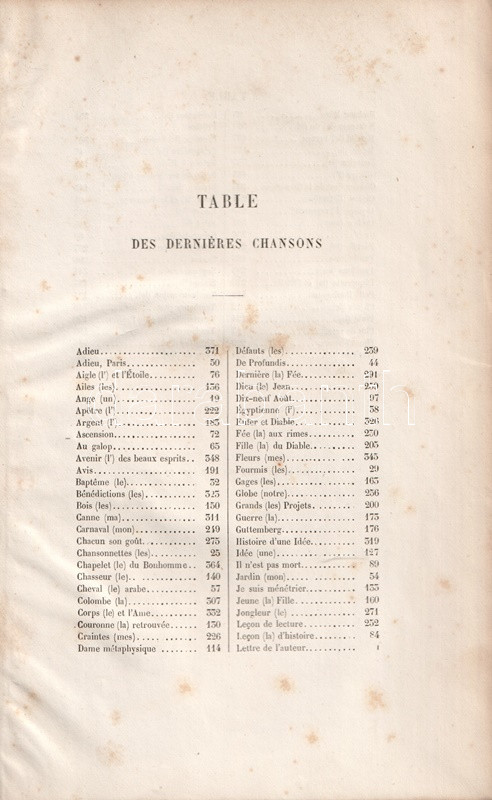 TABLE
DES DERNIÈRES CHANSONS
Adieu 371
Adieu, Paris 50
Aigle (l') et l'Étoile 76
Ailes (les) 136
Ange (un) 12
Apôtre (l') 222
Argent (l') 185
Ascension 72
Au galop 65
Avenir (l') des beaux esprits 348
Avis 191
Baptême (le) 32
Bénédictions (les) 323
Bois (les) 150
Canne (ma) 311
Carnaval (mon) 249
Chacun son goût 275
Chansonnettes (les) 25
Chapelet (le) du Bonhomme 364
Chasseur (le) 140
Cheval (le) arabe 57
Colombe (la) 307
Corps (le) et l'Ame 332
Couronne (la) retrouvée 130
Craintes (mes) 226
Dame métaphysique 114
Défauts (les) 239
De Profundis 44
Dernière (la) Fée 291
Dieu (le) Jean 259
Dix-neuf Août 97
Égyptienne (l') 38
Enfer et Diable 326
Fée (la) aux rimes 230
Fille (la) du Diable 205
Fleurs (mes) 345
Fourmis (les) 29
Gages (les) 165
Globe (notre) 256
Grands (les) Projets 200
Guerre (la) 173
Guttemberg 176
Histoire d'une Idée 319
Idée (une) 127
Il n'est pas mort 89
Jardin (mon) 54
Je suis ménétrier 155
Jeune (la) Fille 160
Jongleur (le) 271
Leçon de lecture 252
Leçon (la) d'histoire 84
Lettre de l'auteur